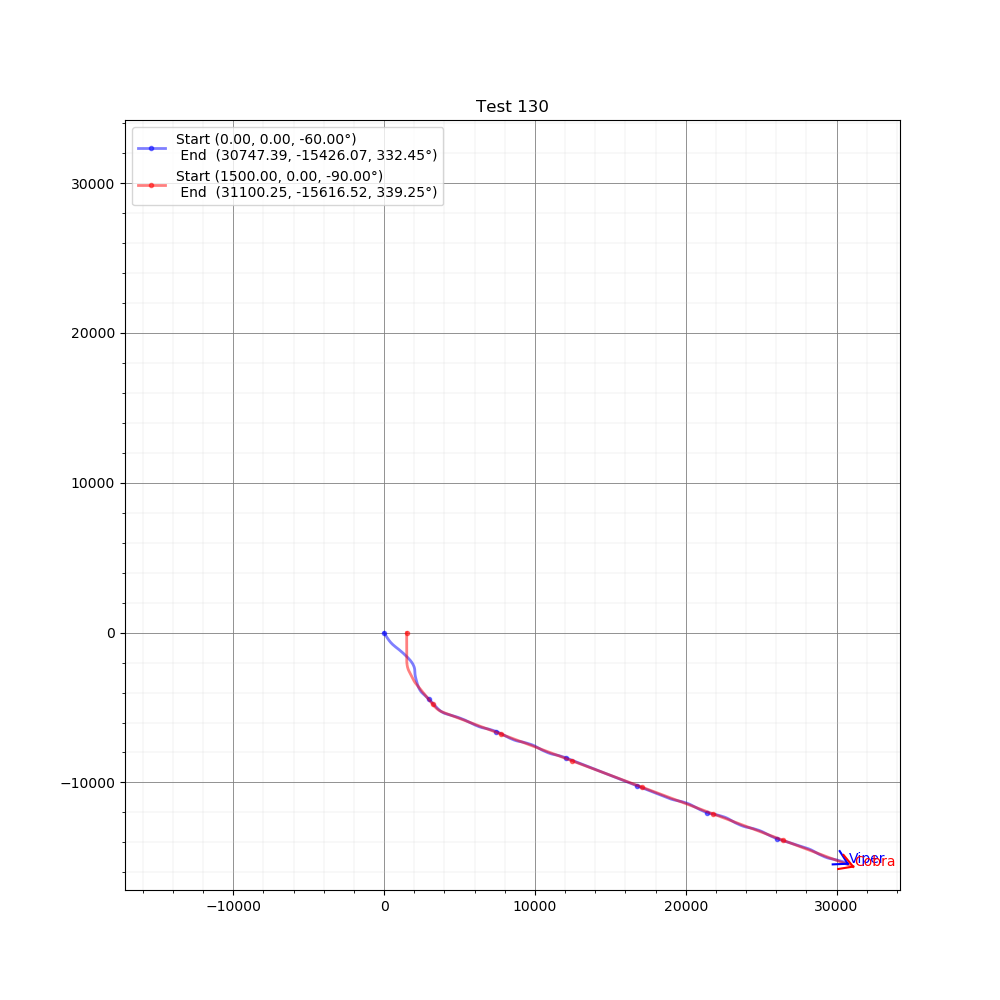 Test 130
Start (0.00, 0.00, -60.00°)
End (30747.39, -15426.07, 332.45°)
Start (1500.00, 0.00, -90.00°)
End (31100.25, -15616.52, 339.25°)
30000
20000
10000
0
−10000
Viper
Cobra
−10000
0
10000
20000
30000